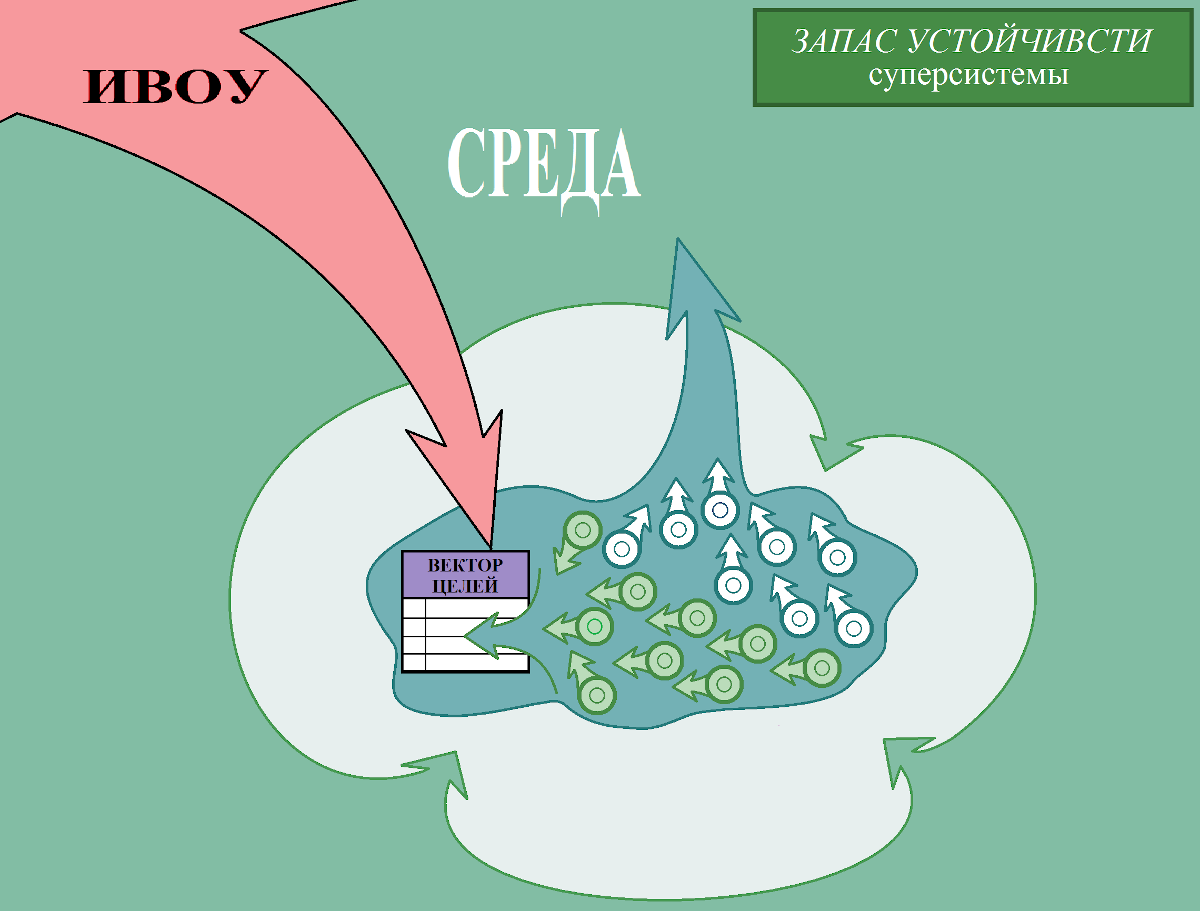 ИВОУ
ЗАПАС УСТОЙЧИВСТИ
суперсистемы
СРЕДА
ВЕКТОР
ЦЕЛЕЙ